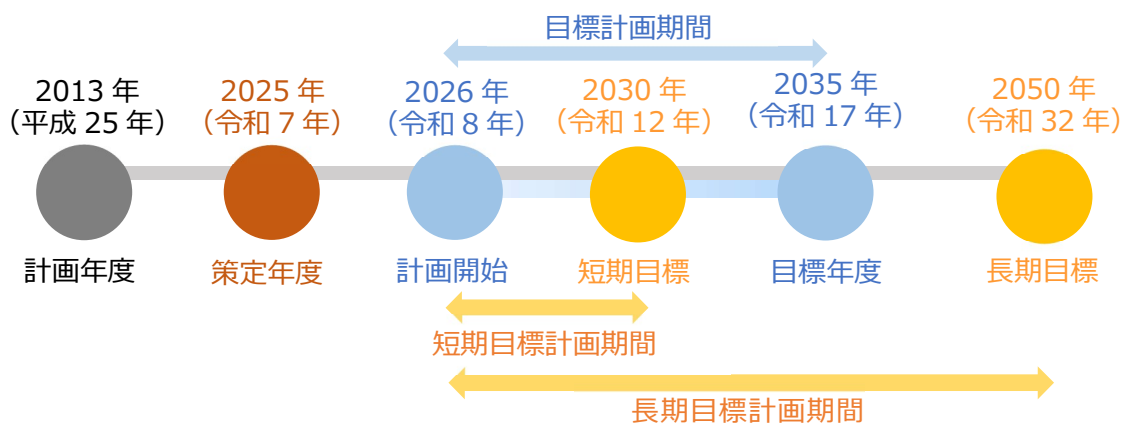 目標計画期間
2013 年
(平成 25 年)
2025 年
(令和 7 年)
2026 年
(令和 8 年)
2030 年
(令和 12 年)
2035 年
(令和 17 年)
2050 年
(令和 32 年)
計画年度
策定年度
計画開始
短期目標
目標年度
長期目標
短期目標計画期間
長期目標計画期間